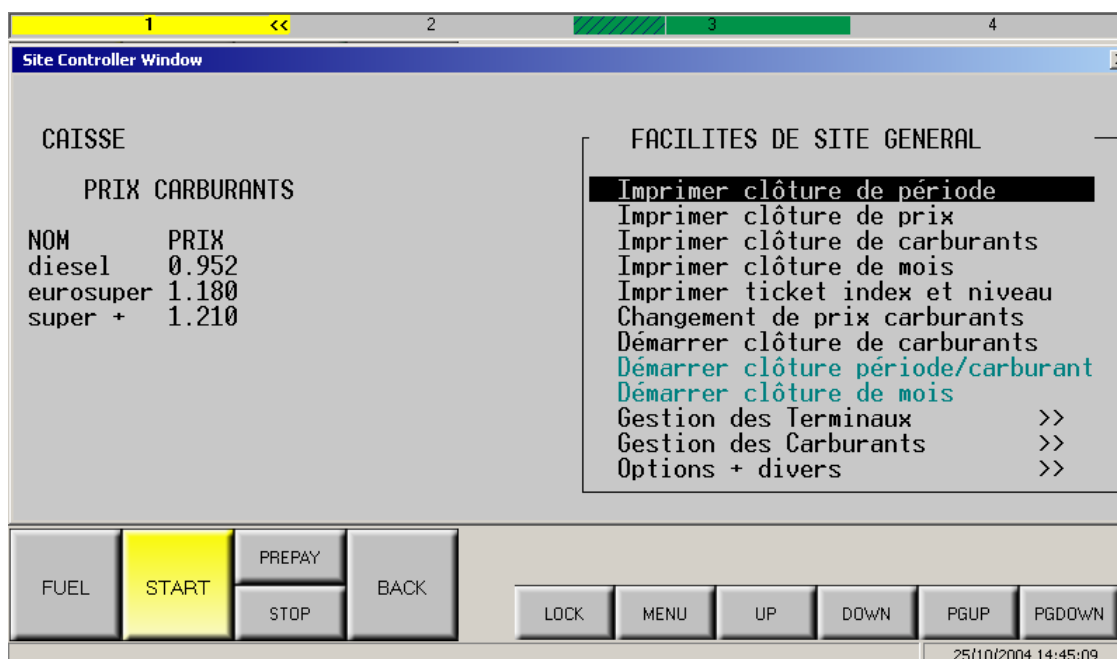 1 << 2 3 4
Site Controller Window
CAISSE
PRIX CARBURANTS
NOM PRIX
diesel 0.952
eurosuper 1.180
super + 1.210
FACILITES DE SITE GENERAL
Imprimer clôture de période
Imprimer clôture de prix
Imprimer clôture de carburants
Imprimer clôture de mois
Imprimer ticket index et niveau
Changement de prix carburants
Démarrer clôture de carburants
Démarrer clôture période/carburant
Démarrer clôture de mois
Gestion des Terminaux >>
Gestion des Carburants >>
Options + divers >>
FUEL
START
PREPAY
STOP
BACK
LOCK
MENU
UP
DOWN
PGUP
PGDOWN
25/10/2004 14:45:09